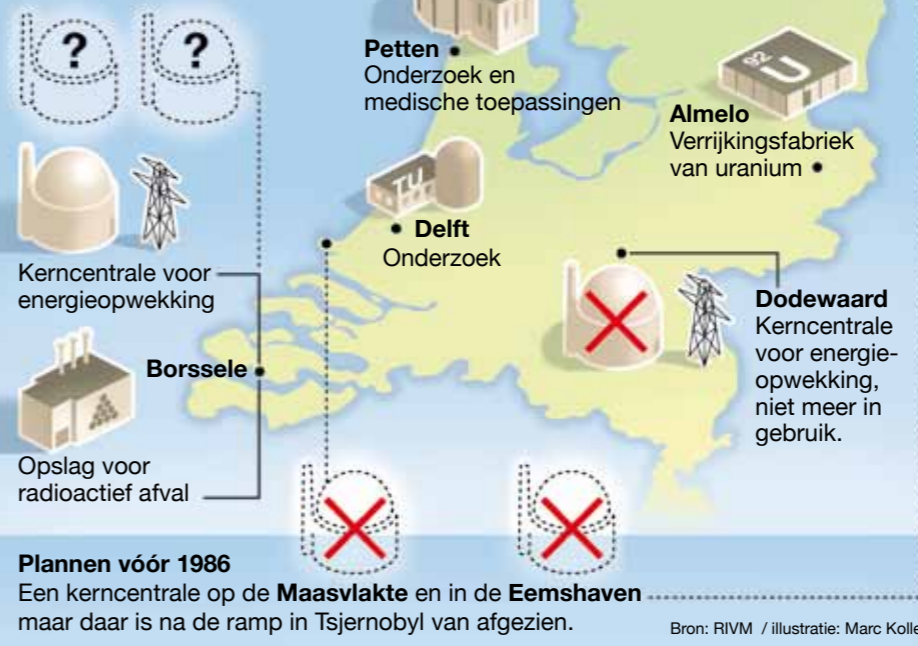 ?
?
Petten
Onderzoek en
medische toepassingen
92
U
Almelo
Verrijkingsfabriek
van uranium
TU
Delft
Onderzoek
Kerncentrale voor
energieopwekking
Borssele
Opslag voor
radioactief afval
Dodewaard
Kerncentrale
voor energie-
opwekking,
niet meer in
gebruik.
Plannen vóór 1986
Een kerncentrale op de Maasvlakte en in de Eemshaven
maar daar is na de ramp in Tsjernobyl van afgezien.
Bron: RIVM / illustratie: Marc Kolle